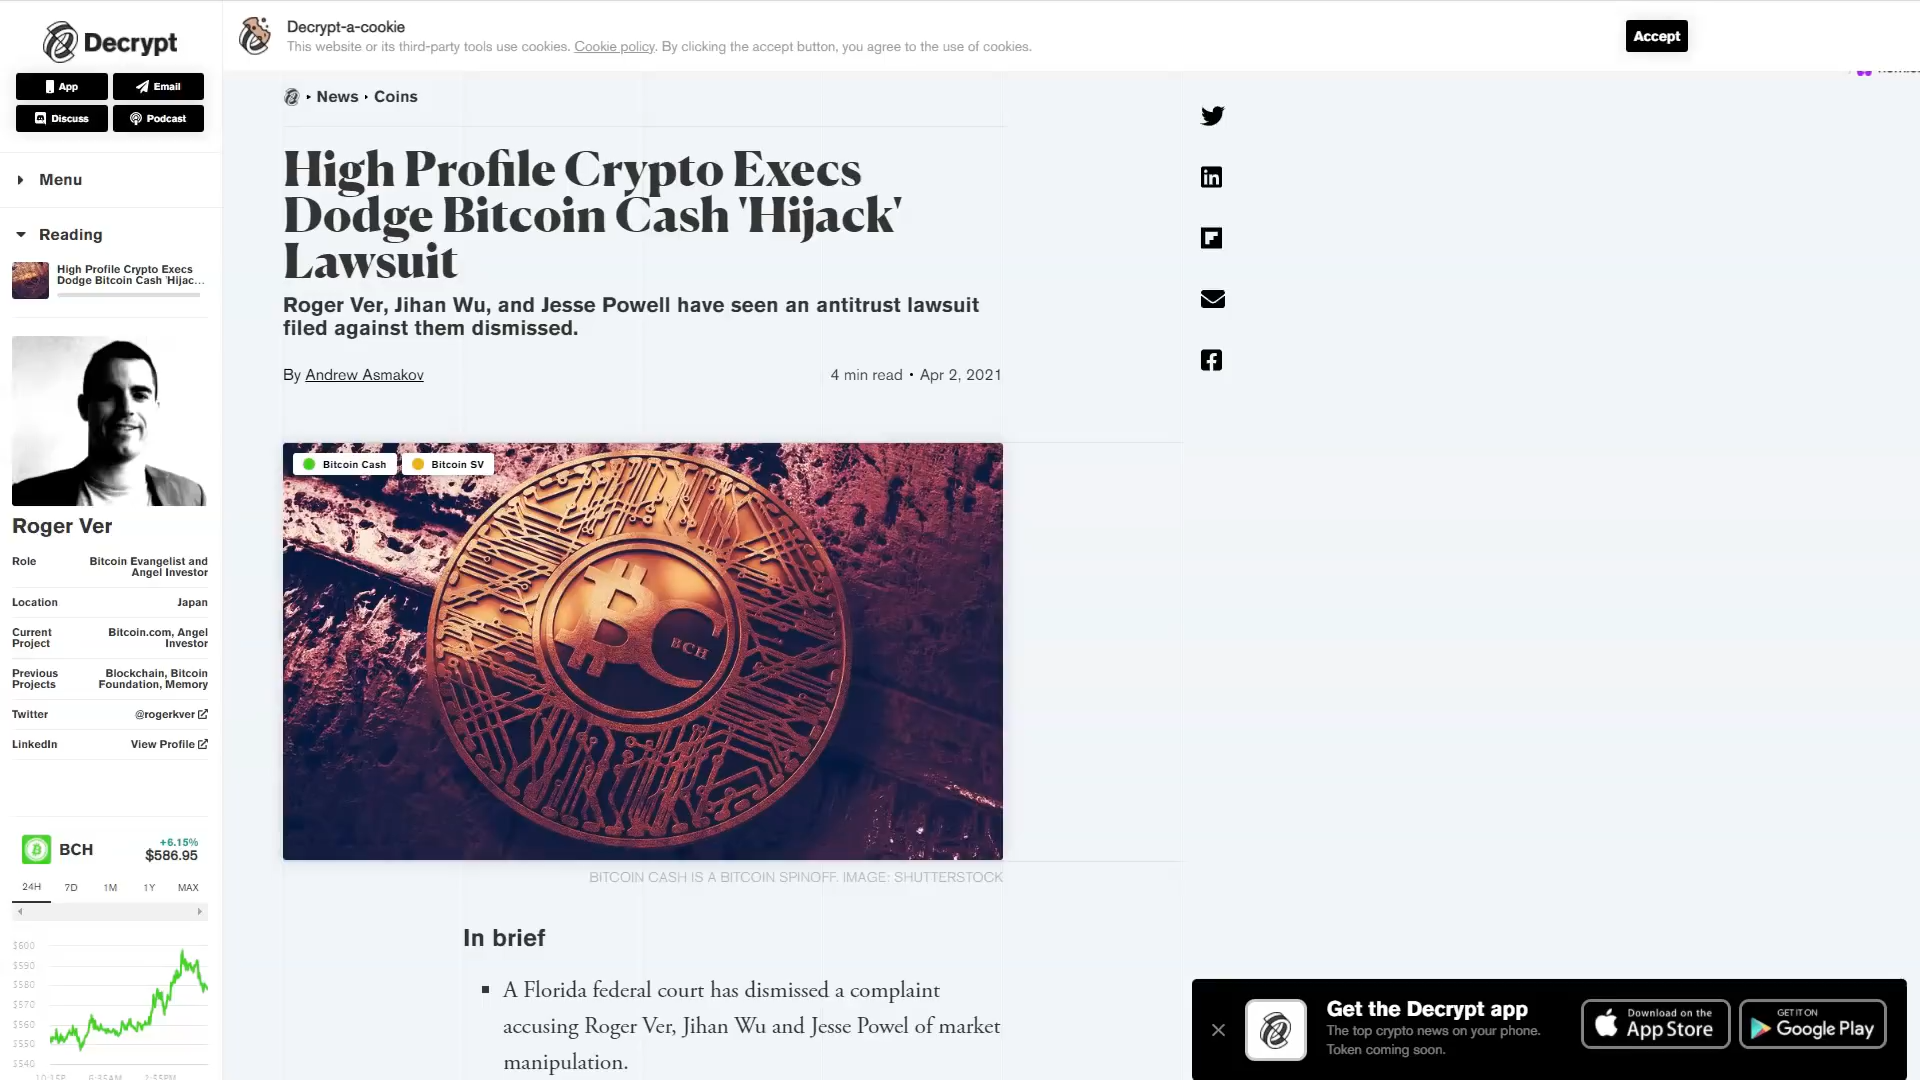 Decrypt
App
Email
Discuss
Podcast
Menu
Reading
High Profile Crypto Execs
Dodge Bitcoin Cash 'Hijac...
Roger Ver
Role Bitcoin Evangelist and
Angel Investor
Location Japan
Current Bitcoin.com, Angel
Project Investor
Previous Blockchain, Bitcoin
Projects Foundation, Memory
Twitter @rogerkver
LinkedIn View Profile
BCH
+6.15%
$586.95
24H 7D 1M 1Y MAX
$600
$590
$580
$570
$560
$550
$540
Decrypt-a-cookie
This website or its third-party tools use cookies. Cookie policy. By clicking the accept button, you agree to the use of cookies.
Accept
News
Coins
High Profile Crypto Execs
Dodge Bitcoin Cash 'Hijack'
Lawsuit
Roger Ver, Jihan Wu, and Jesse Powell have seen an antitrust lawsuit
filed against them dismissed.
By Andrew Asmakov
4 min read • Apr 2, 2021
Bitcoin Cash
Bitcoin SV
BCH
BITCOIN CASH IS A BITCOIN SPINOFF. IMAGE: SHUTTERSTOCK
In brief
A Florida federal court has dismissed a complaint
accusing Roger Ver, Jihan Wu and Jesse Powel of market
manipulation.
Get the Decrypt app
The top crypto news on your phone.
Token coming soon.
Download on the
App Store
GET IT ON
Google Play